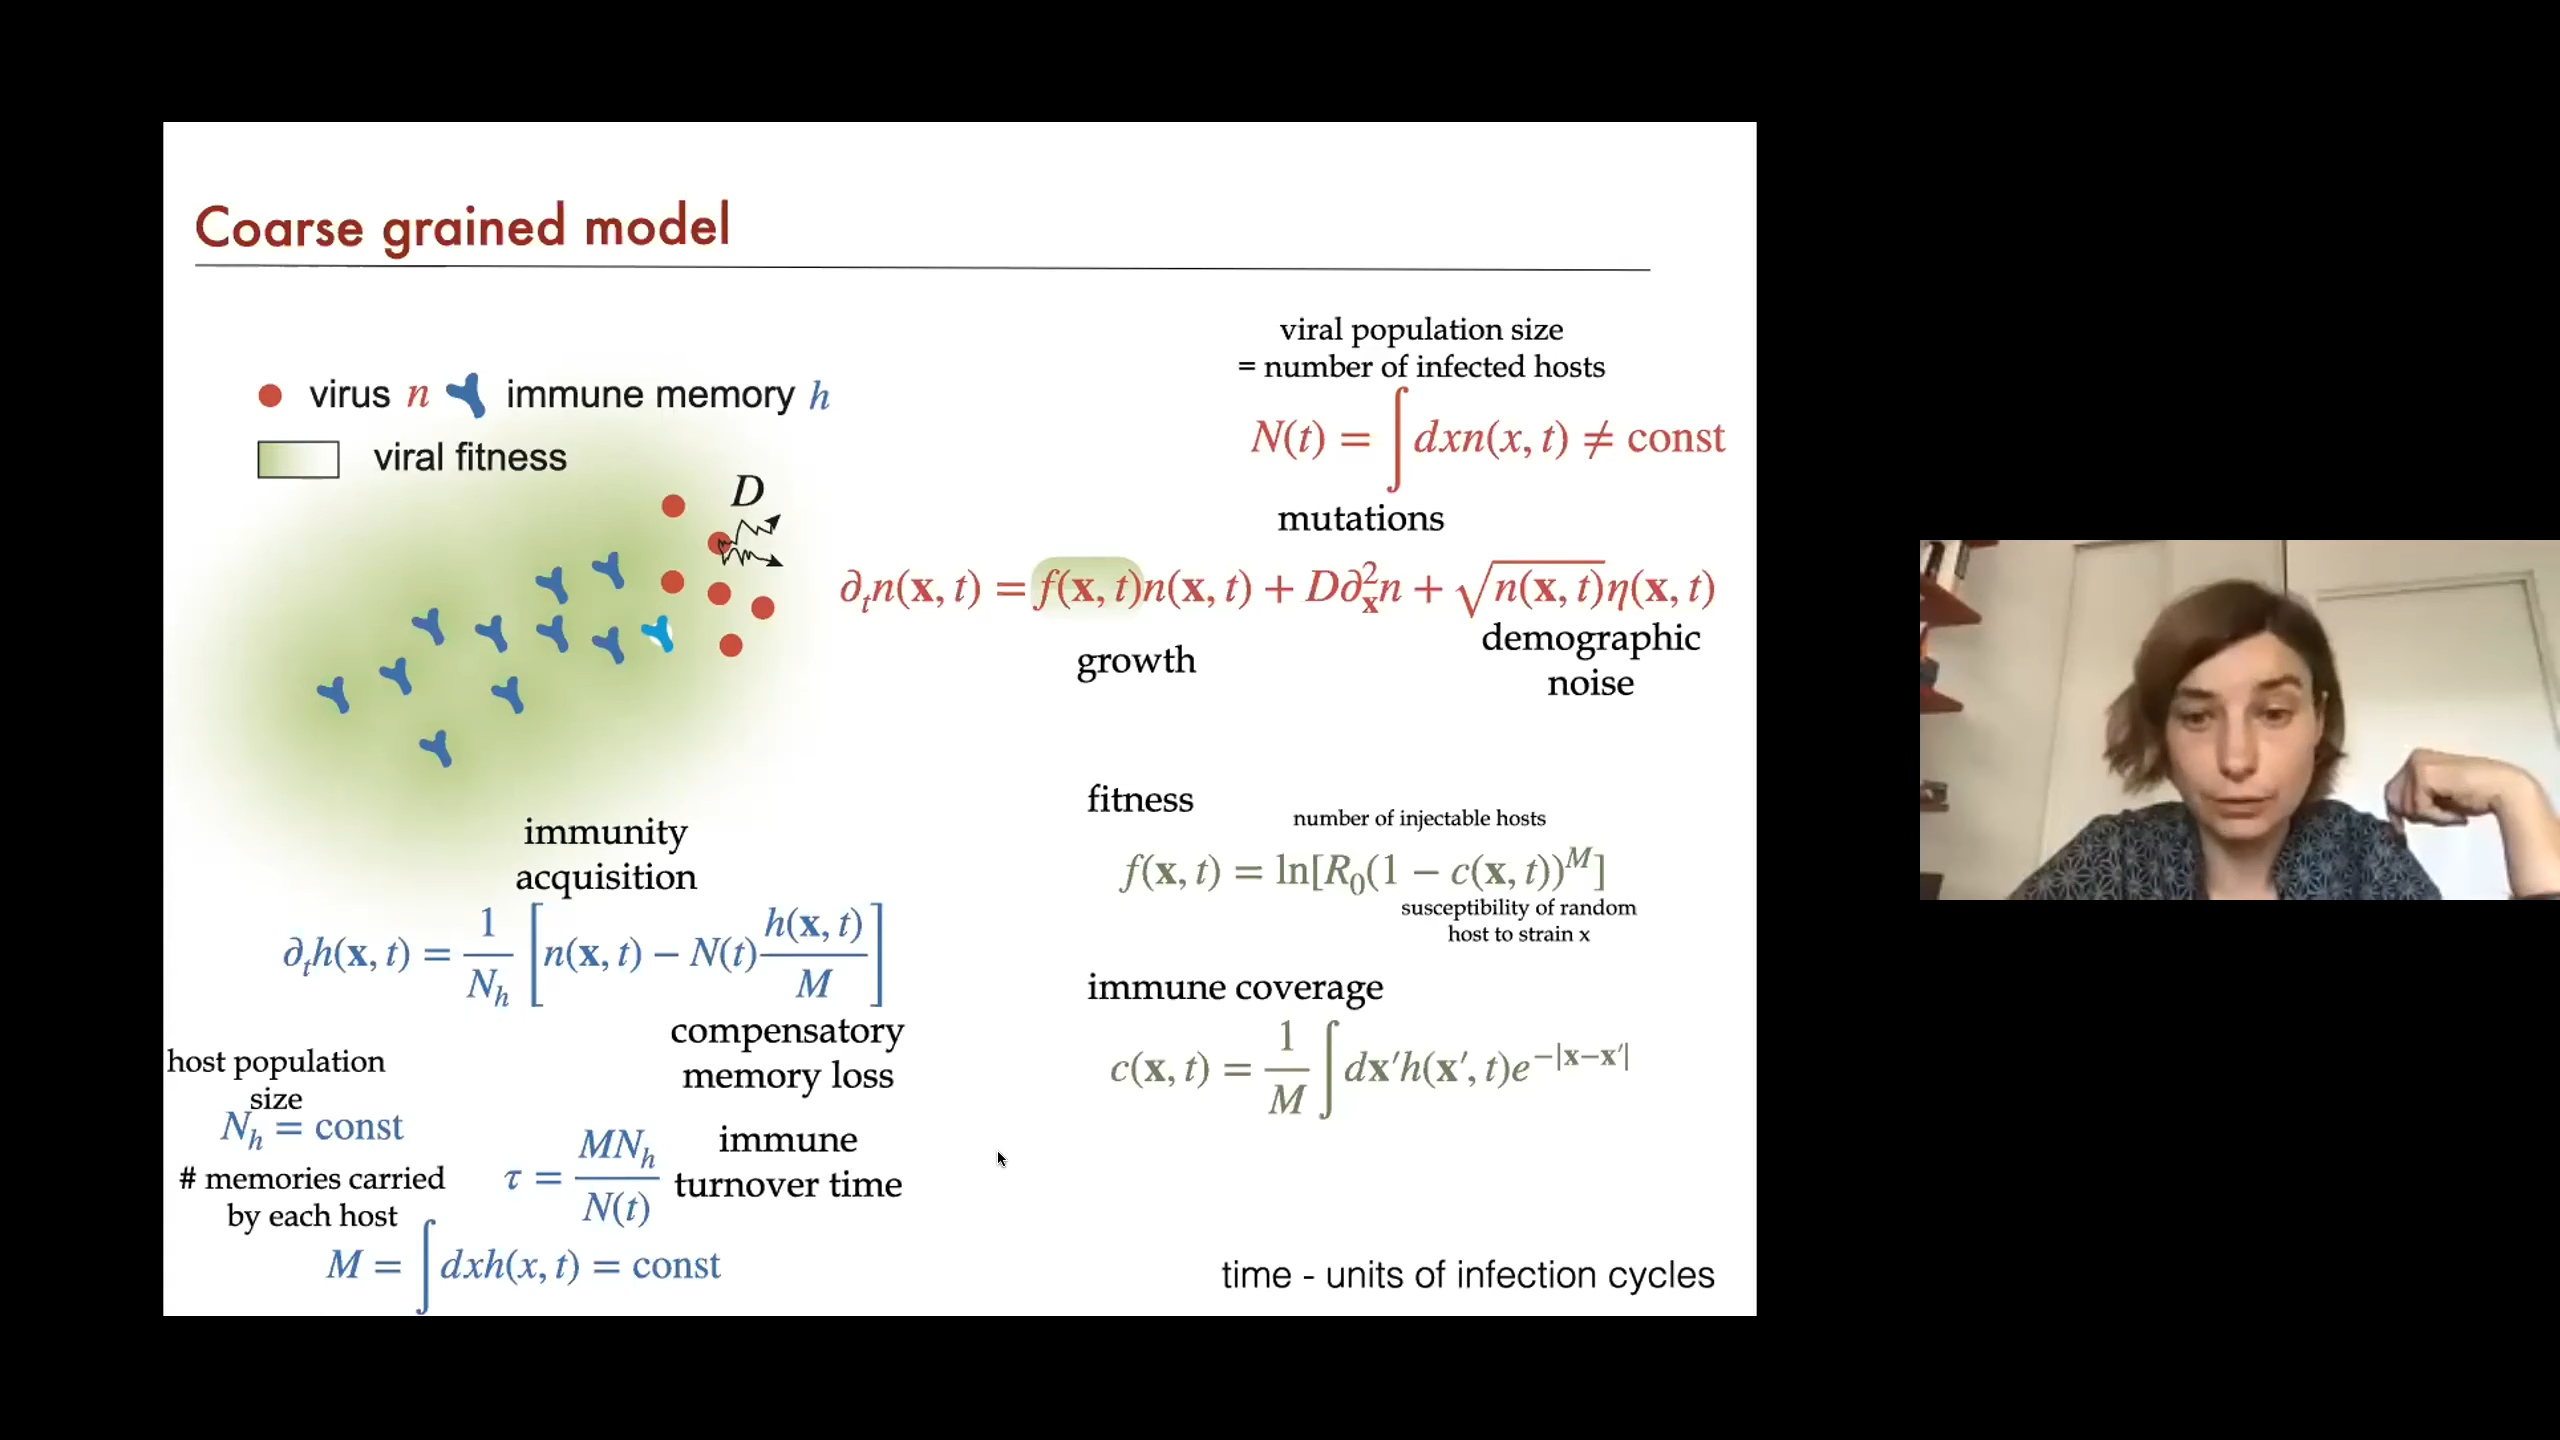 Coarse grained model
virus n immune memory h
viral fitness
D
viral population size
= number of infected hosts
N(t) = ∫ dxn(x, t) ≠ const
mutations
∂ₜn(x, t) = f(x, t)n(x, t) + D∂²ₓn + √n(x, t)η(x, t)
growth
demographic
noise
fitness
number of injectable hosts
f(x, t) = ln[R₀(1 − c(x, t))ᴹ]
susceptibility of random
host to strain x
immune coverage
c(x, t) = 1/M ∫ dx′h(x′, t)e^−|x−x′|
immunity
acquisition
∂ₜh(x, t) = 1/Nₕ [n(x, t) − N(t) h(x, t)/M]
compensatory
memory loss
host population
size
Nₕ = const
# memories carried
by each host
M = ∫ dxh(x, t) = const
τ = MNₕ/N(t)
immune
turnover time
time - units of infection cycles